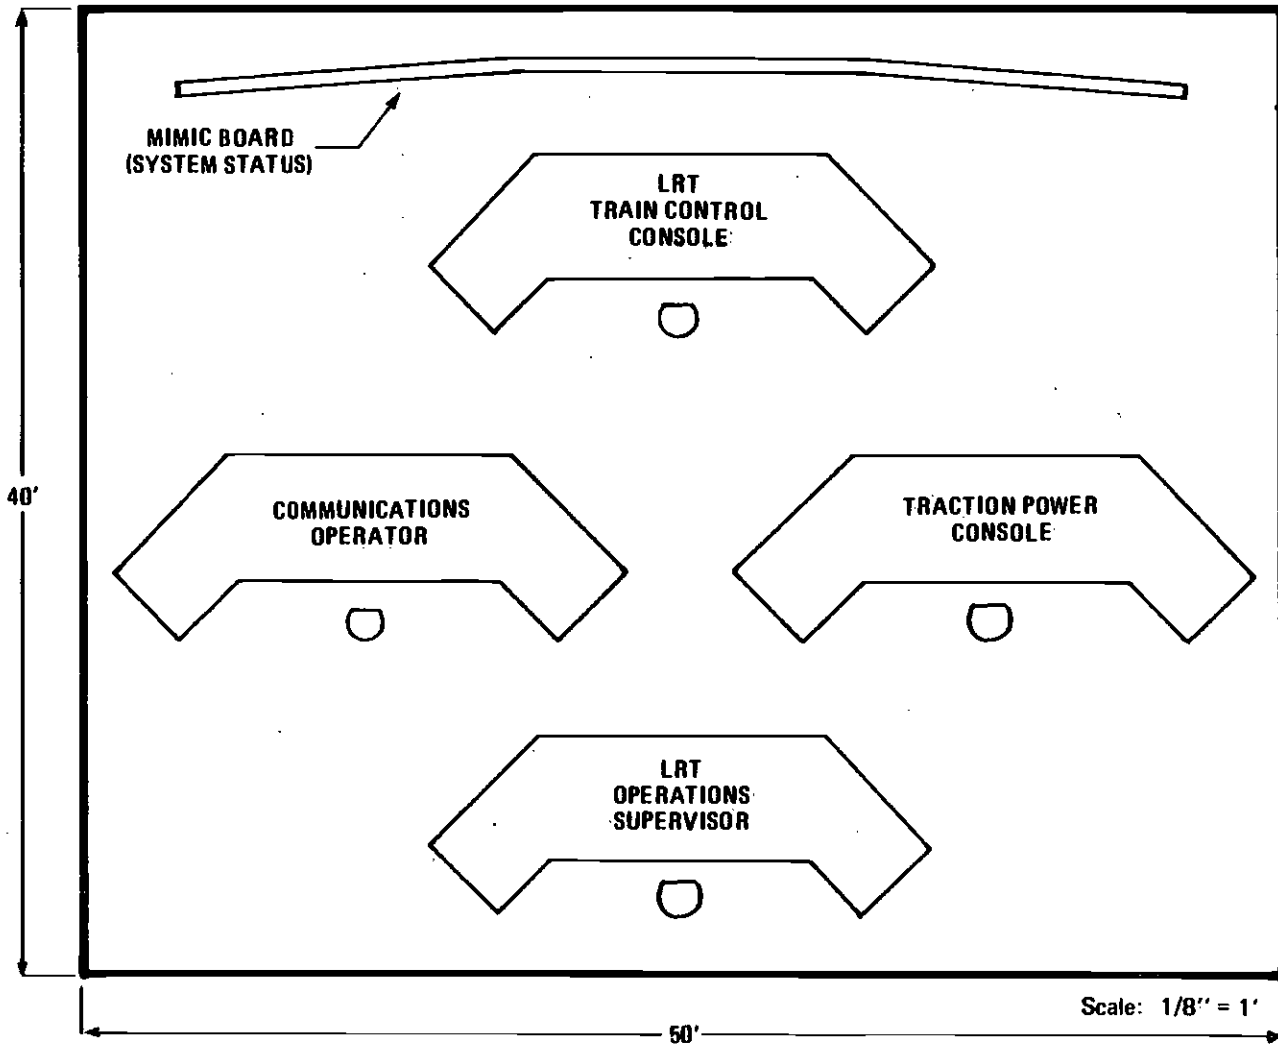 MIMIC BOARD
(SYSTEM STATUS)
LRT
TRAIN CONTROL
CONSOLE
40'
COMMUNICATIONS
OPERATOR
TRACTION POWER
CONSOLE
LRT
OPERATIONS
SUPERVISOR
Scale: 1/8'' = 1'
50'